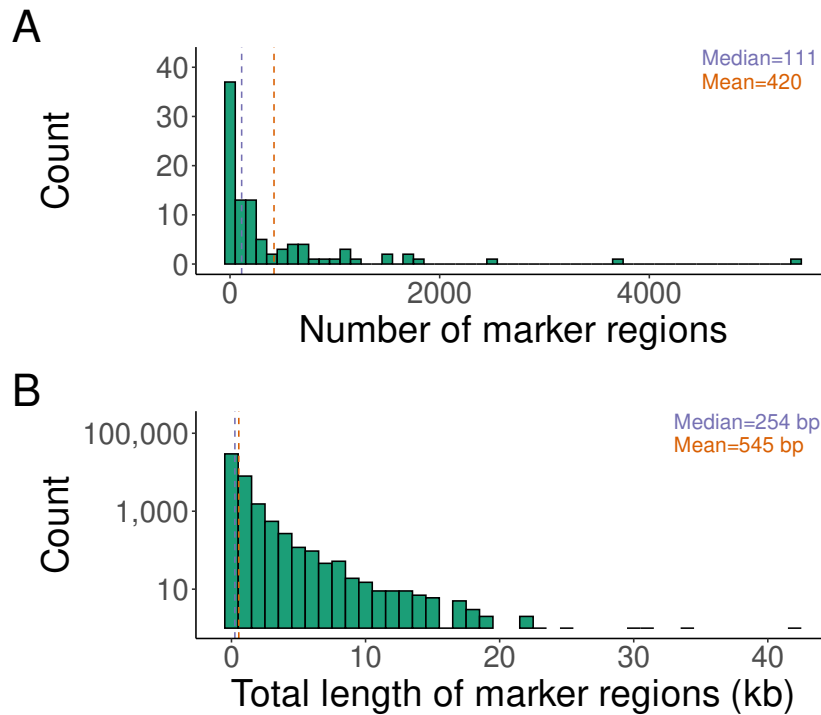 A
Median=111
Mean=420
40
30
20
10
0
Count
0 2000 4000
Number of marker regions
B
Median=254 bp
Mean=545 bp
100,000
1,000
10
Count
0 10 20 30 40
Total length of marker regions (kb)